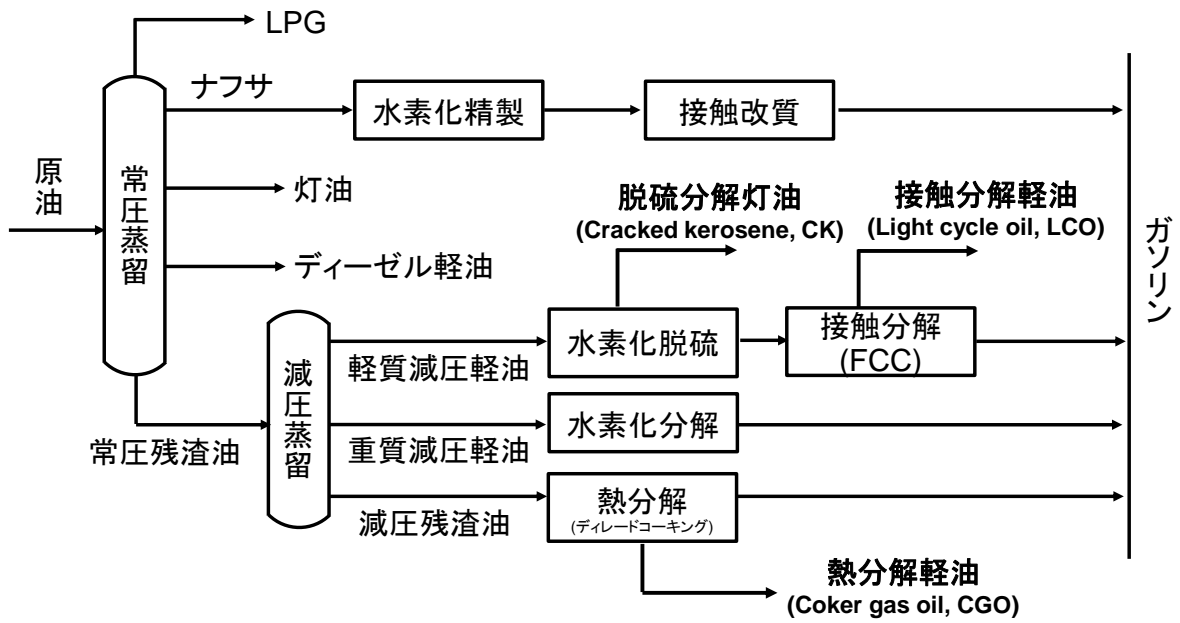 LPG
ナフサ
水素化精製
接触改質
原油
常圧蒸留
灯油
脱硫分解灯油
(Cracked kerosene, CK)
接触分解軽油
(Light cycle oil, LCO)
ガソリン
ディーゼル軽油
減圧蒸留
軽質減圧軽油
水素化脱硫
接触分解
(FCC)
常圧残渣油
重質減圧軽油
水素化分解
減圧残渣油
熱分解
(ディレードコーキング)
熱分解軽油
(Coker gas oil, CGO)